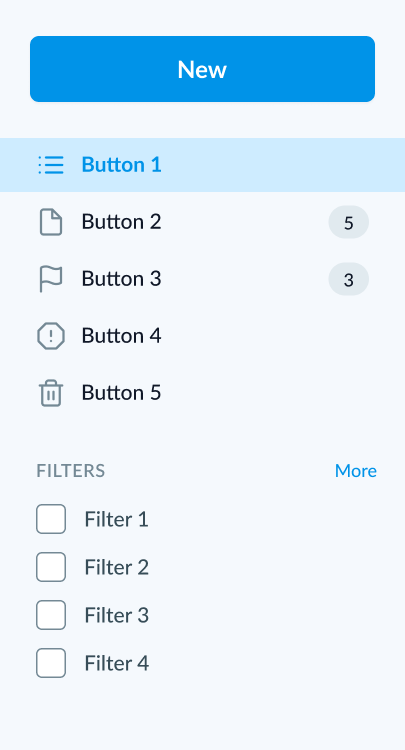 New
Button 1
Button 2 5
Button 3 3
Button 4
Button 5
FILTERS More
Filter 1
Filter 2
Filter 3
Filter 4